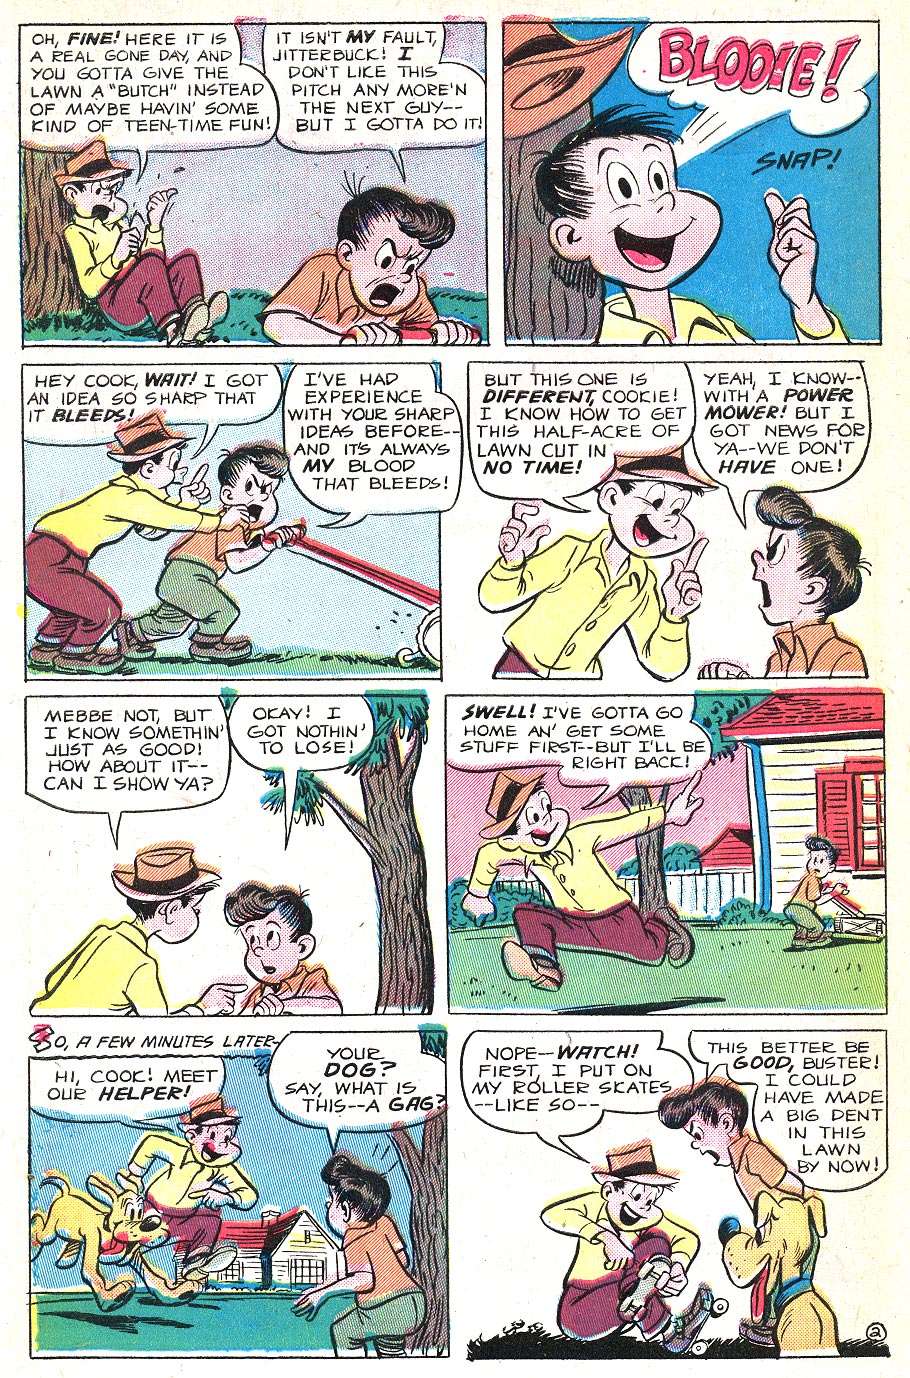 OH, FINE! HERE IT IS
A REAL GONE DAY, AND
YOU GOTTA GIVE THE
LAWN A "BUTCH" INSTEAD
OF MAYBE HAVIN' SOME
KIND OF TEEN-TIME FUN!
IT ISN'T MY FAULT,
JITTERBUCK! I
DON'T LIKE THIS
PITCH ANY MORE'N
THE NEXT GUY--
BUT I GOTTA DO IT!
BLOOIE!
SNAP!
HEY COOK, WAIT! I GOT
AN IDEA SO SHARP THAT
IT BLEEDS!
I'VE HAD
EXPERIENCE
WITH YOUR SHARP
IDEAS BEFORE--
AND IT'S ALWAYS
MY BLOOD
THAT BLEEDS!
BUT THIS ONE IS
DIFFERENT, COOKIE!
I KNOW HOW TO GET
THIS HALF-ACRE OF
LAWN CUT IN
NO TIME!
YEAH, I KNOW--
WITH A POWER
MOWER! BUT I
GOT NEWS FOR
YA--WE DON'T
HAVE ONE!
MEBBE NOT, BUT
I KNOW SOMETHIN'
JUST AS GOOD!
HOW ABOUT IT--
CAN I SHOW YA?
OKAY! I
GOT NOTHIN'
TO LOSE!
SWELL! I'VE GOTTA GO
HOME AN' GET SOME
STUFF FIRST--BUT I'LL BE
RIGHT BACK!
SO, A FEW MINUTES LATER--
HI, COOK! MEET
OUR HELPER!
YOUR
DOG?
SAY, WHAT IS
THIS--A GAG?
NOPE--WATCH!
FIRST, I PUT ON
MY ROLLER SKATES
--LIKE SO--
THIS BETTER BE
GOOD, BUSTER!
I COULD
HAVE MADE
A BIG DENT
IN THIS
LAWN
BY NOW!
2